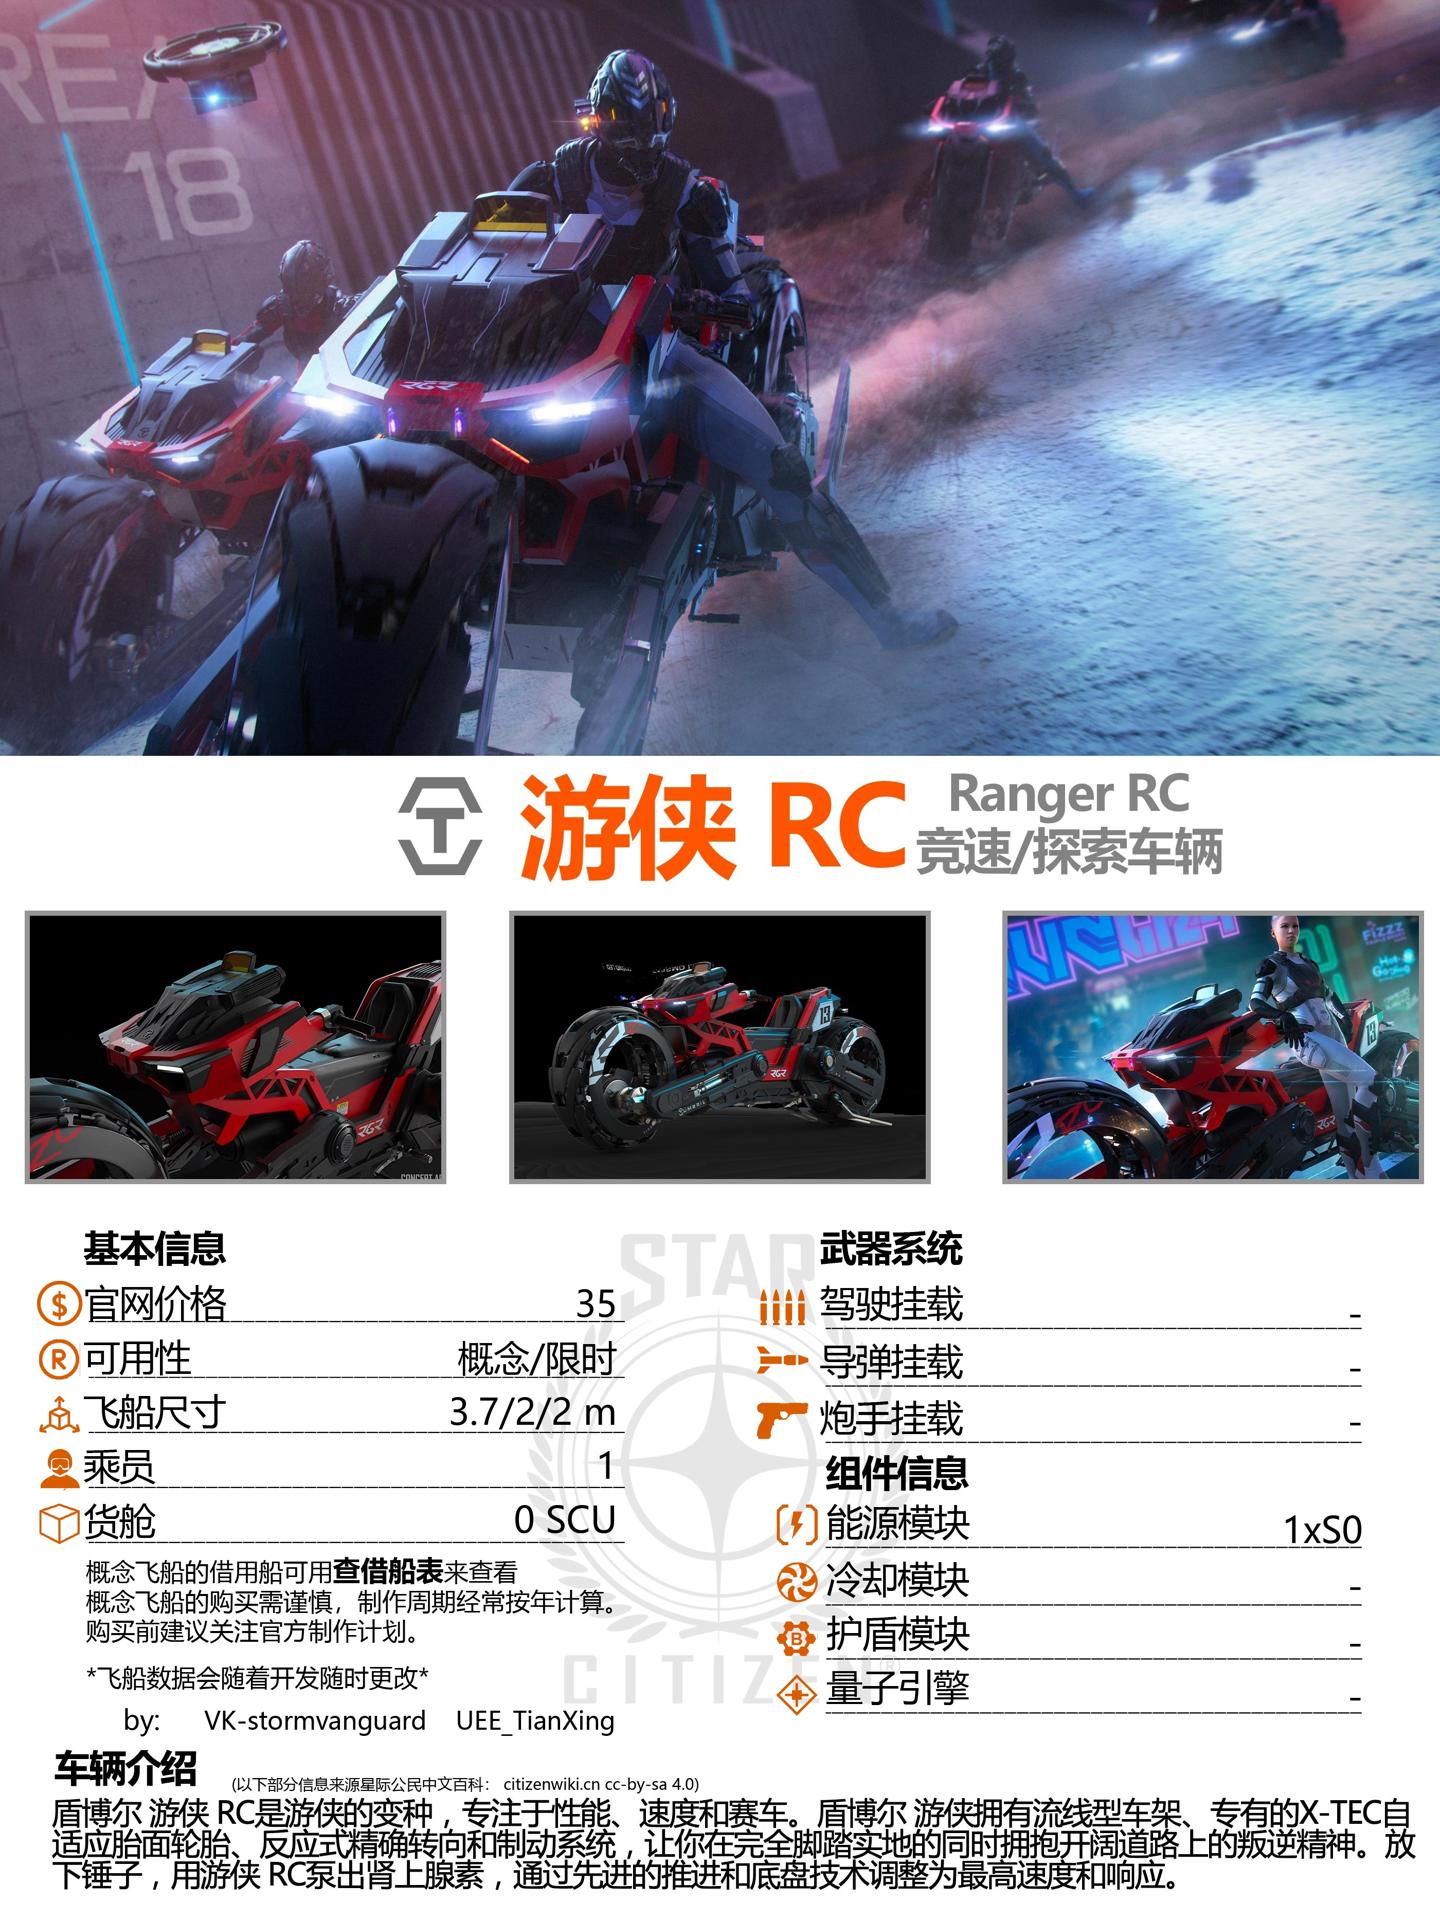 18
RGR
游侠 RC
Ranger RC
竞速/探索车辆
13
RGR
RGR
Fizzz
13
RGR
基本信息
官网价格 35
可用性 概念/限时
飞船尺寸 3.7/2/2 m
乘员 1
货舱 0 SCU
概念飞船的借用船可用查借船表来查看
概念飞船的购买需谨慎，制作周期经常按年计算。
购买前建议关注官方制作计划。
*飞船数据会随着开发随时更改*
by: VK-stormvanguard UEE_TianXing
武器系统
驾驶挂载 -
导弹挂载 -
炮手挂载 -
组件信息
能源模块 1xS0
冷却模块 -
护盾模块 -
量子引擎 -
STAR
CITIZEN®
车辆介绍 (以下部分信息来源星际公民中文百科： citizenwiki.cn cc-by-sa 4.0)
盾博尔 游侠 RC是游侠的变种，专注于性能、速度和赛车。盾博尔 游侠拥有流线型车架、专有的X-TEC自
适应胎面轮胎、反应式精确转向和制动系统，让你在完全脚踏实地的同时拥抱开阔道路上的叛逆精神。放
下锤子，用游侠 RC泵出肾上腺素，通过先进的推进和底盘技术调整为最高速度和响应。